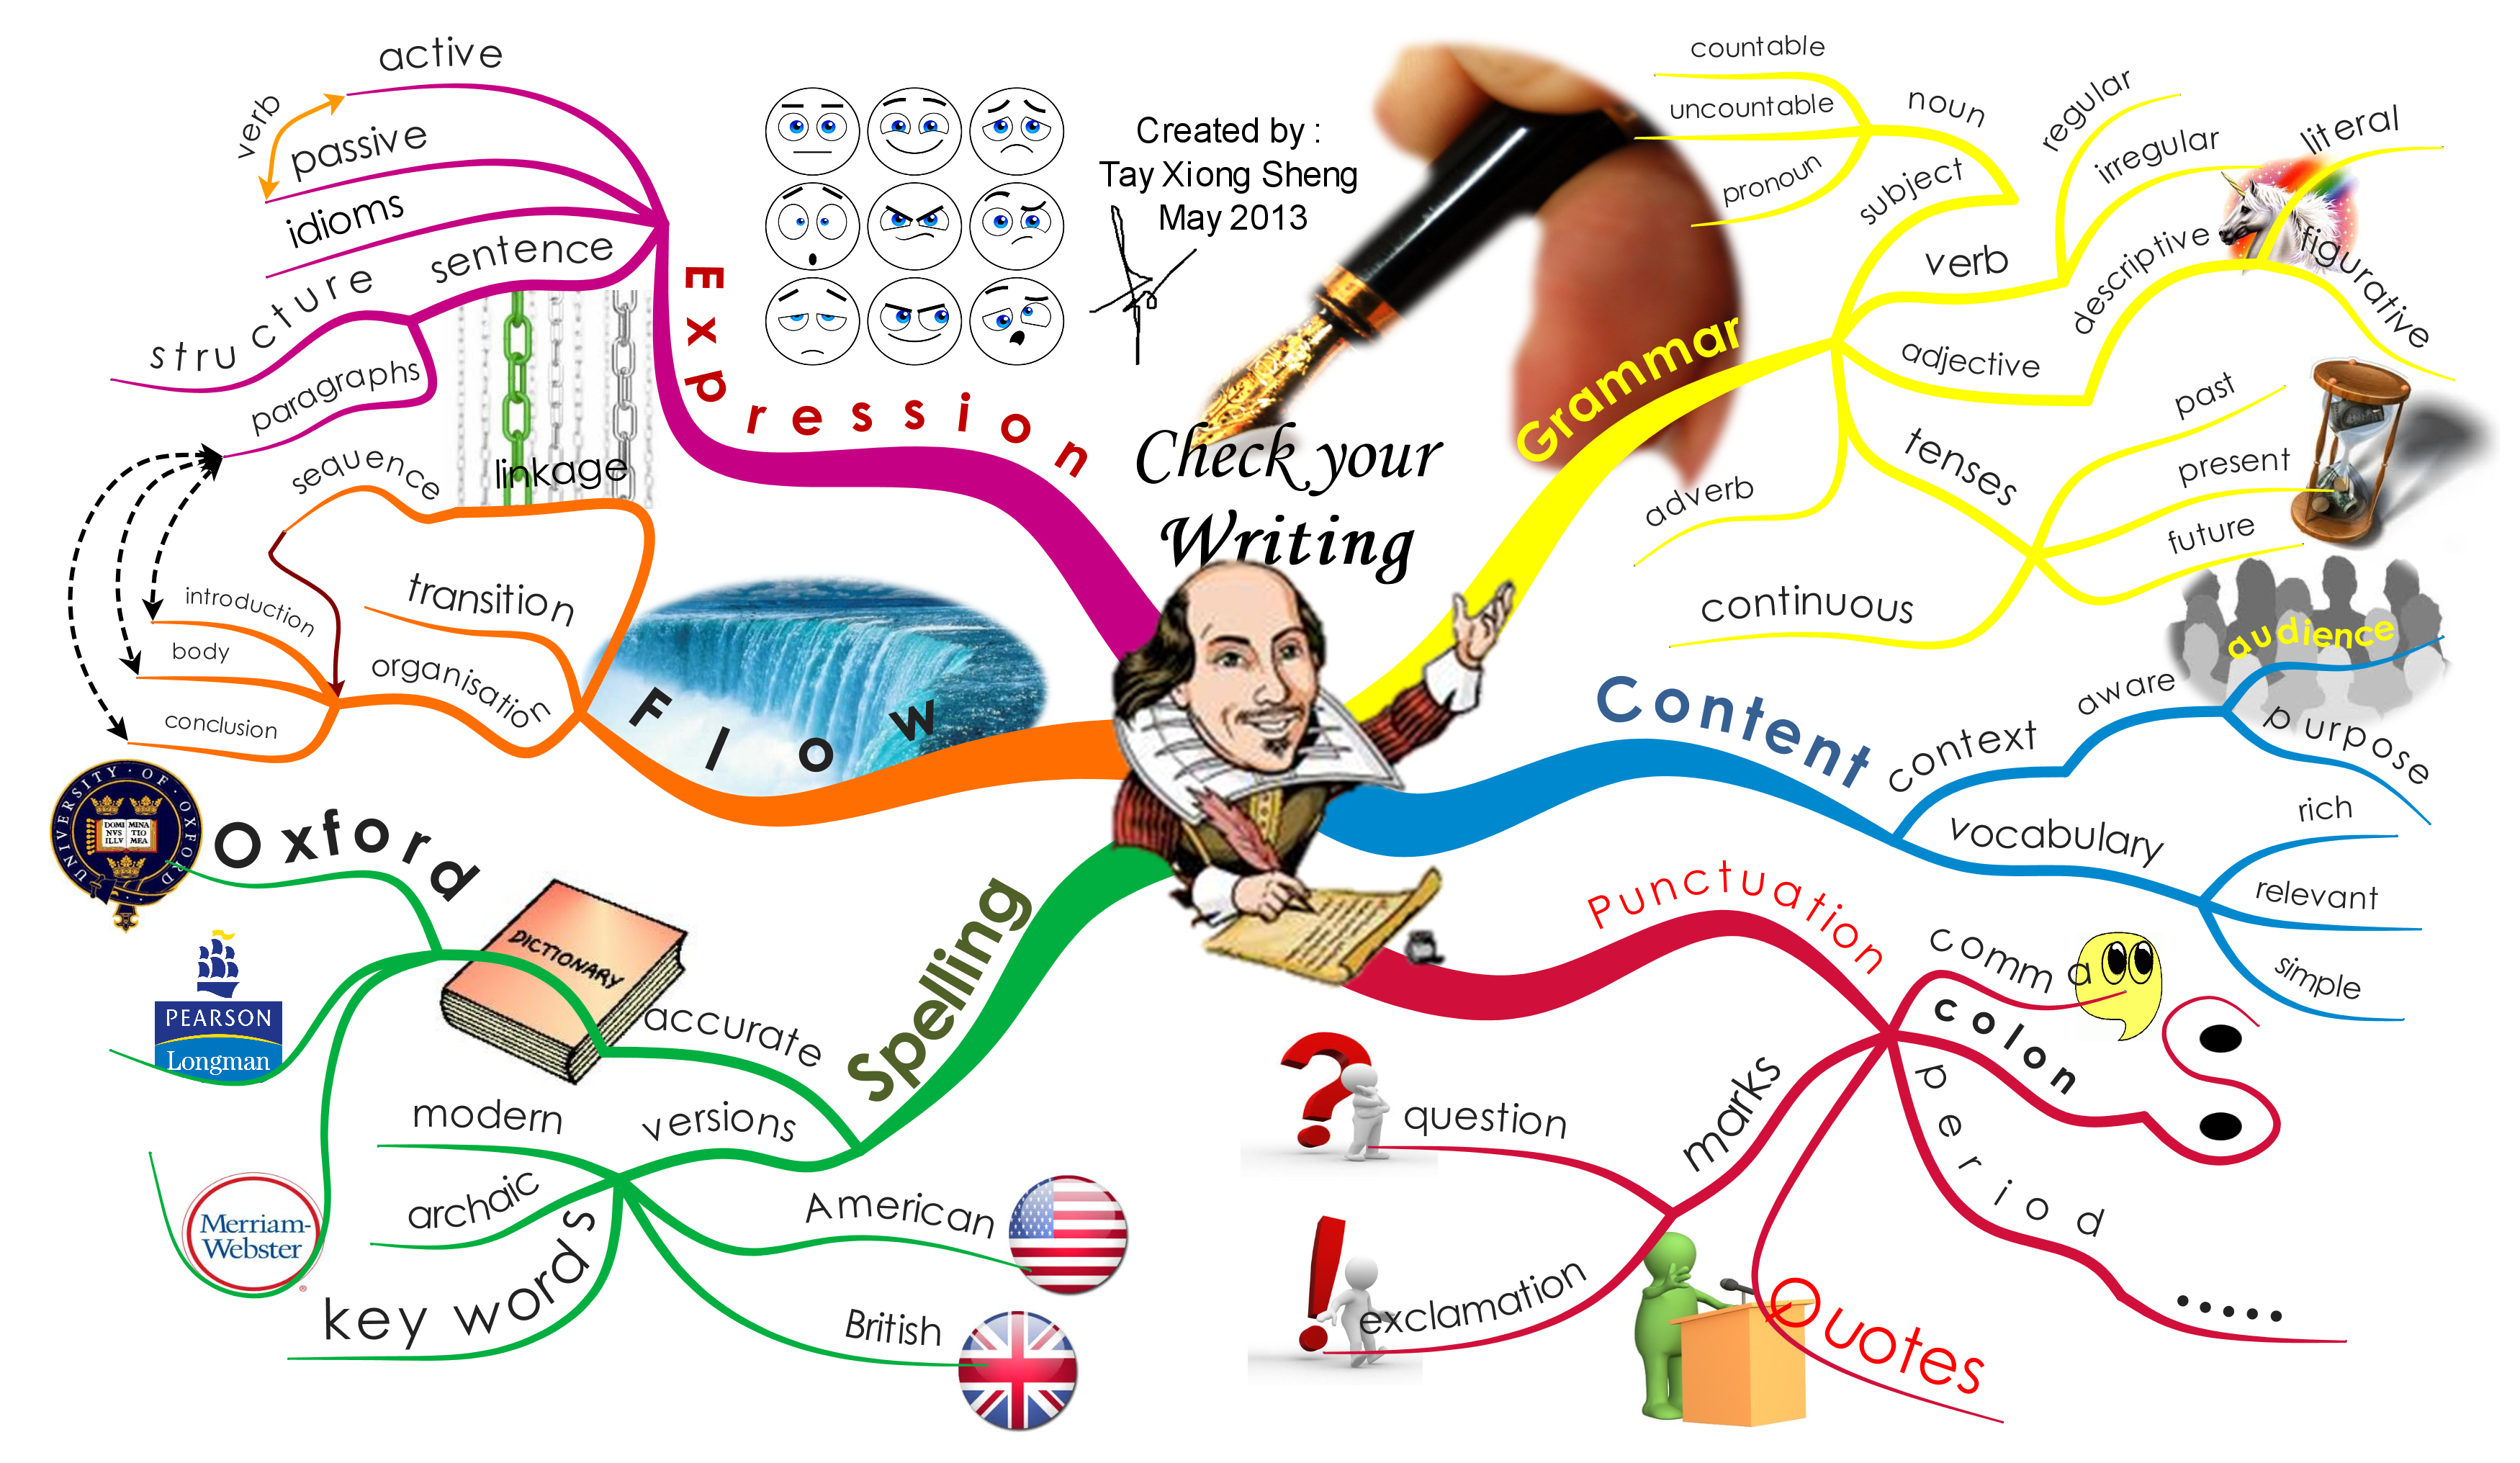 Check your
Writing
Created by :
Tay Xiong Sheng
May 2013
Grammar
noun
countable
uncountable
pronoun
subject
verb
regular
irregular
adjective
descriptive
literal
figurative
tenses
past
present
future
adverb
continuous
Content
context
aware
audience
purpose
vocabulary
rich
relevant
simple
Punctuation
comma
colon
period
.....
Quotes
marks
question
?
exclamation
!
Spelling
accurate
DICTIONARY
Oxford
UNIVERSITY · OF · OXFORD
DOMI MINA
NVS TIO
ILLV MEA
PEARSON
Longman
Merriam-
Webster
®
versions
modern
archaic
key words
American
British
Flow
linkage
sequence
transition
organisation
introduction
body
conclusion
Expression
active
verb
passive
idioms
sentence
structure
paragraphs